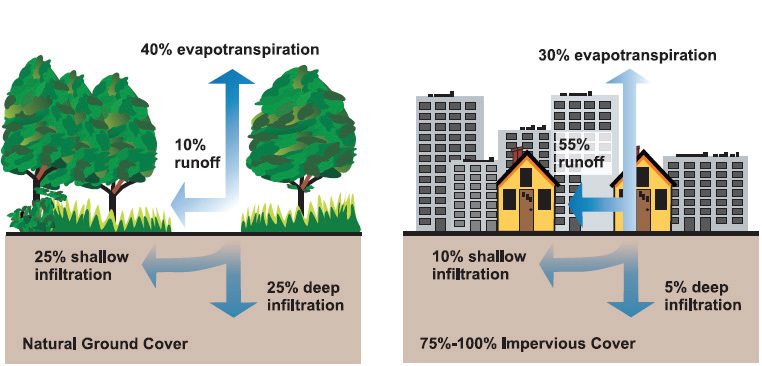 40% evapotranspiration
10%
runoff
25% shallow
infiltration
25% deep
infiltration
Natural Ground Cover
30% evapotranspiration
55%
runoff
10% shallow
infiltration
5% deep
infiltration
75%-100% Impervious Cover